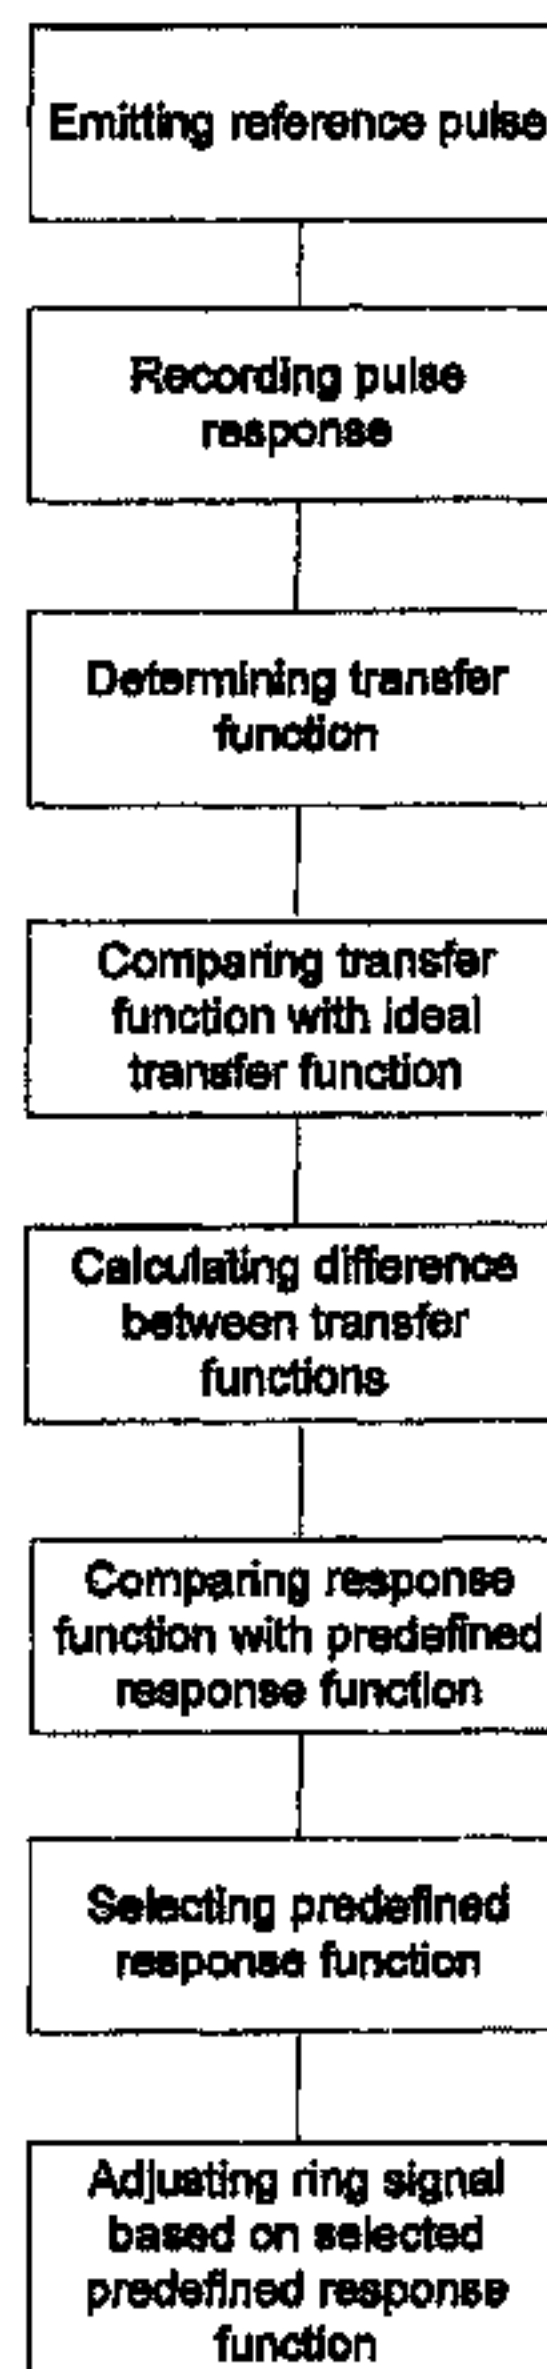 Emitting reference pulse
Recording pulse
response
Determining transfer
function
Comparing transfer
function with ideal
transfer function
Calculating difference
between transfer
functions
Comparing response
function with predefined
response function
Selecting predefined
response function
Adjusting ring signal
based on selected
predefined response
function